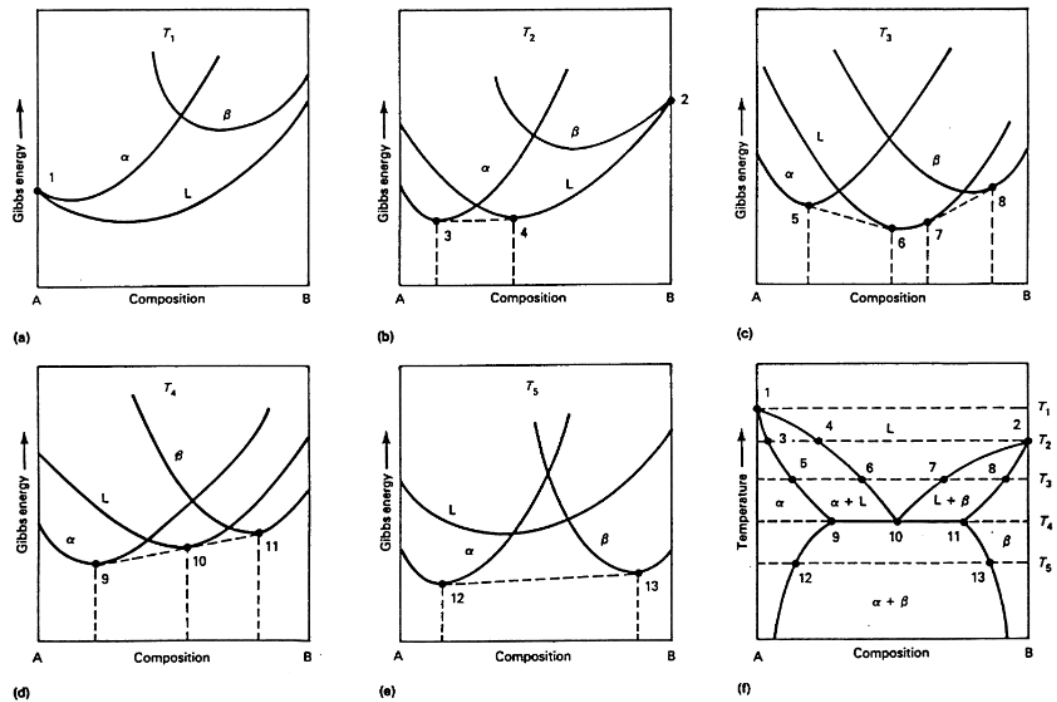 T1
Gibbs energy
1
α
β
L
A
Composition
B
(a)
T2
Gibbs energy
2
β
α
L
3
4
A
Composition
B
(b)
T3
Gibbs energy
L
α
β
5
6
7
8
A
Composition
B
(c)
T4
Gibbs energy
β
L
α
9
10
11
A
Composition
B
(d)
T5
Gibbs energy
L
α
β
12
13
A
Composition
B
(e)
Temperature
1
T1
3
4
L
2
T2
5
6
7
8
T3
α
α + L
L + β
T4
9
10
11
β
T5
12
13
α + β
A
Composition
B
(f)